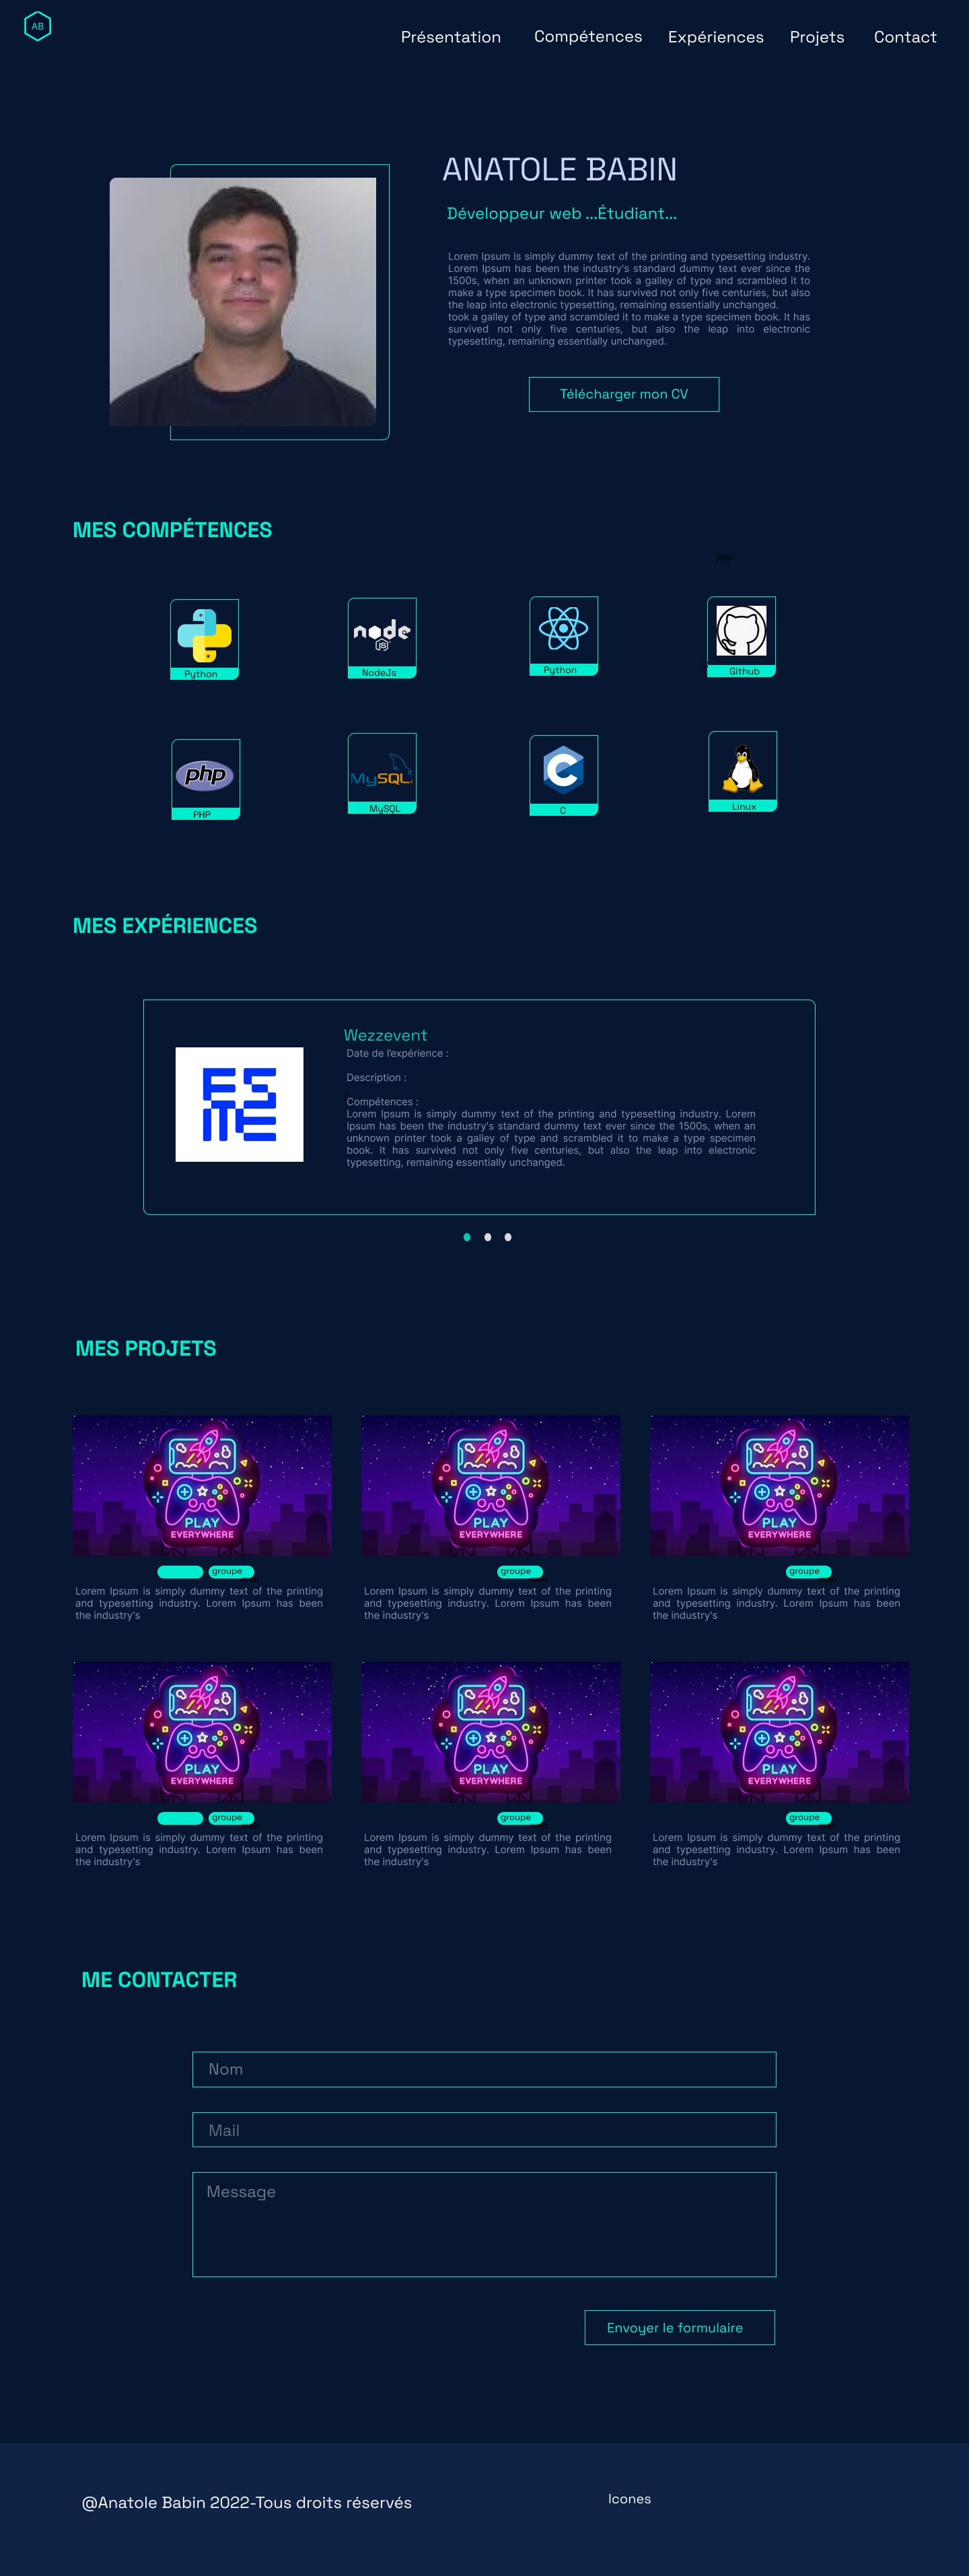 AB
Présentation
Compétences
Expériences
Projets
Contact
ANATOLE BABIN
Développeur web ...Étudiant...
Lorem Ipsum is simply dummy text of the printing and typesetting industry.
Lorem Ipsum has been the industry's standard dummy text ever since the
1500s, when an unknown printer took a galley of type and scrambled it to
make a type specimen book. It has survived not only five centuries, but also
the leap into electronic typesetting, remaining essentially unchanged.
took a galley of type and scrambled it to make a type specimen book. It has
survived not only five centuries, but also the leap into electronic
typesetting, remaining essentially unchanged.
Télécharger mon CV
MES COMPÉTENCES
PHP
Python
node
JS
NodeJs
Python
Github
php
PHP
MySQL
MySQL
C
C
Linux
MES EXPÉRIENCES
ESITE
Wezzevent
Date de l'expérience :
Description :
Compétences :
Lorem Ipsum is simply dummy text of the printing and typesetting industry. Lorem
Ipsum has been the industry's standard dummy text ever since the 1500s, when an
unknown printer took a galley of type and scrambled it to make a type specimen
book. It has survived not only five centuries, but also the leap into electronic
typesetting, remaining essentially unchanged.
MES PROJETS
PLAY
EVERYWHERE
groupe
Lorem Ipsum is simply dummy text of the printing
and typesetting industry. Lorem Ipsum has been
the industry's
PLAY
EVERYWHERE
groupe
Lorem Ipsum is simply dummy text of the printing
and typesetting industry. Lorem Ipsum has been
the industry's
PLAY
EVERYWHERE
groupe
Lorem Ipsum is simply dummy text of the printing
and typesetting industry. Lorem Ipsum has been
the industry's
PLAY
EVERYWHERE
groupe
Lorem Ipsum is simply dummy text of the printing
and typesetting industry. Lorem Ipsum has been
the industry's
PLAY
EVERYWHERE
groupe
Lorem Ipsum is simply dummy text of the printing
and typesetting industry. Lorem Ipsum has been
the industry's
PLAY
EVERYWHERE
groupe
Lorem Ipsum is simply dummy text of the printing
and typesetting industry. Lorem Ipsum has been
the industry's
ME CONTACTER
Nom
Mail
Message
Envoyer le formulaire
@Anatole Babin 2022-Tous droits réservés
Icones